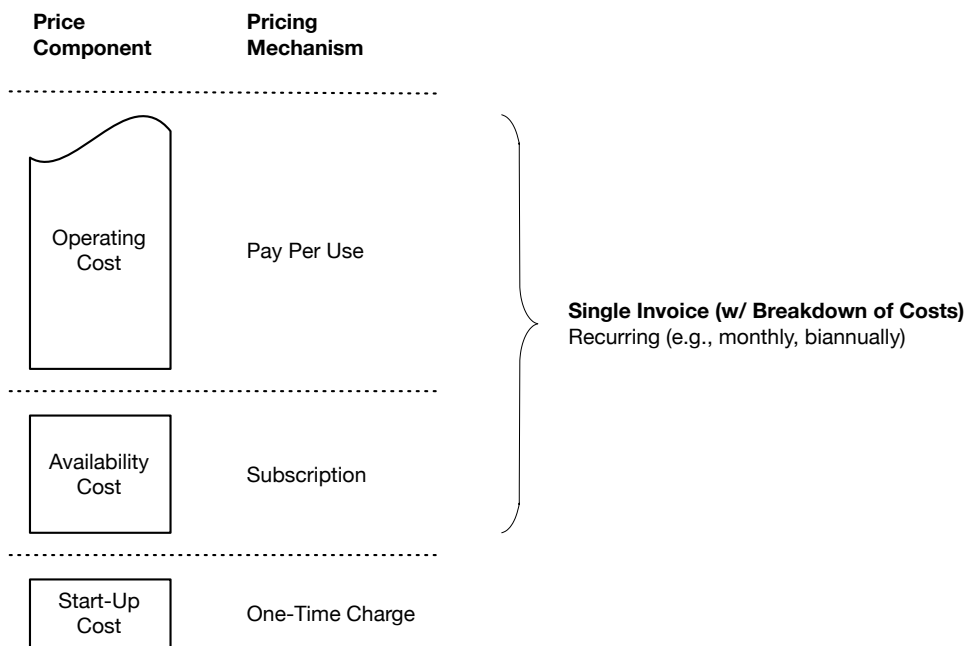 Price
Component
Pricing
Mechanism
Operating
Cost
Pay Per Use
Single Invoice (w/ Breakdown of Costs)
Recurring (e.g., monthly, biannually)
Availability
Cost
Subscription
Start-Up
Cost
One-Time Charge